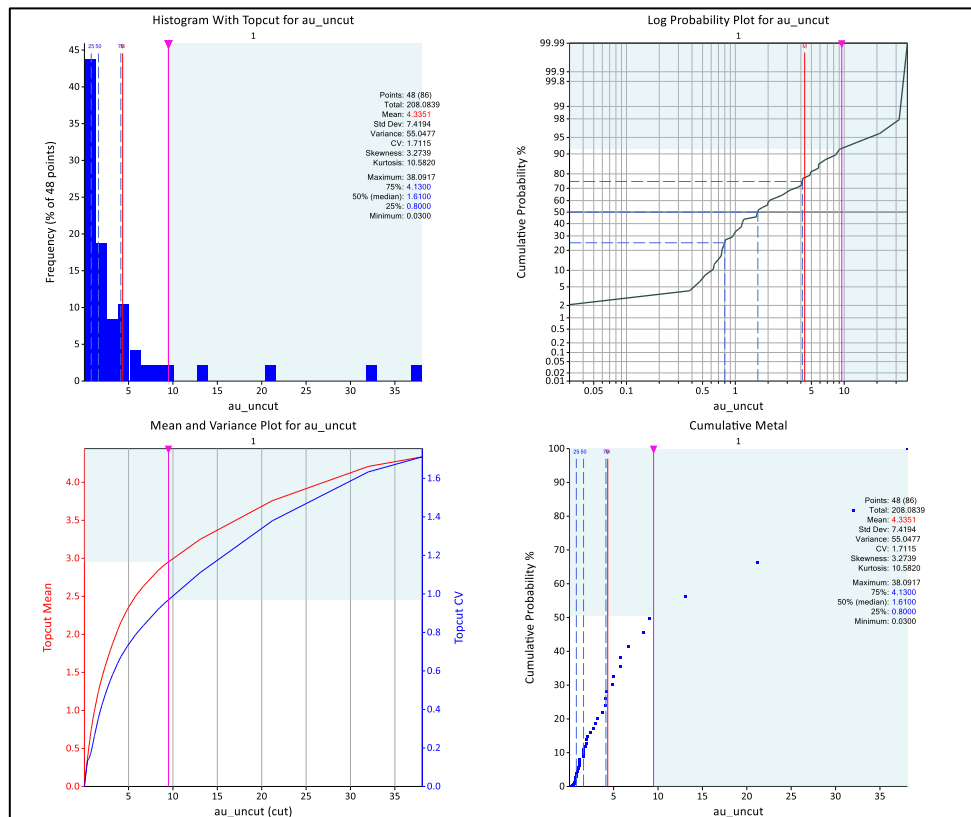 Histogram With Topcut for au_uncut
1
25 50
M
45
40
35
30
25
20
15
10
5
0
Frequency (% of 48 points)
Points: 48 (86)
Total: 208.0839
Mean: 4.3351
Std Dev: 7.4194
Variance: 55.0477
CV: 1.7115
Skewness: 3.2739
Kurtosis: 10.5820
Maximum: 38.0917
75%: 4.1300
50% (median): 1.6100
25%: 0.8000
Minimum: 0.0300
5 10 15 20 25 30 35
au_uncut
Log Probability Plot for au_uncut
1
M
99.99
99.9
99.8
99
98
95
90
80
70
60
50
40
30
20
10
5
2
1
0.5
0.2
0.1
0.05
0.02
0.01
Cumulative Probability %
0.05 0.1 0.5 1 5 10
au_uncut
Mean and Variance Plot for au_uncut
1
4.0
3.5
3.0
2.5
2.0
1.5
1.0
0.5
0.0
Topcut Mean
1.6
1.4
1.2
1.0
0.8
0.6
0.4
0.2
0.0
Topcut CV
5 10 15 20 25 30 35
au_uncut (cut)
Cumulative Metal
1
25 50
M
100
90
80
70
60
50
40
30
20
10
0
Cumulative Probability %
Points: 48 (86)
Total: 208.0839
Mean: 4.3351
Std Dev: 7.4194
Variance: 55.0477
CV: 1.7115
Skewness: 3.2739
Kurtosis: 10.5820
Maximum: 38.0917
75%: 4.1300
50% (median): 1.6100
25%: 0.8000
Minimum: 0.0300
5 10 15 20 25 30 35
au_uncut